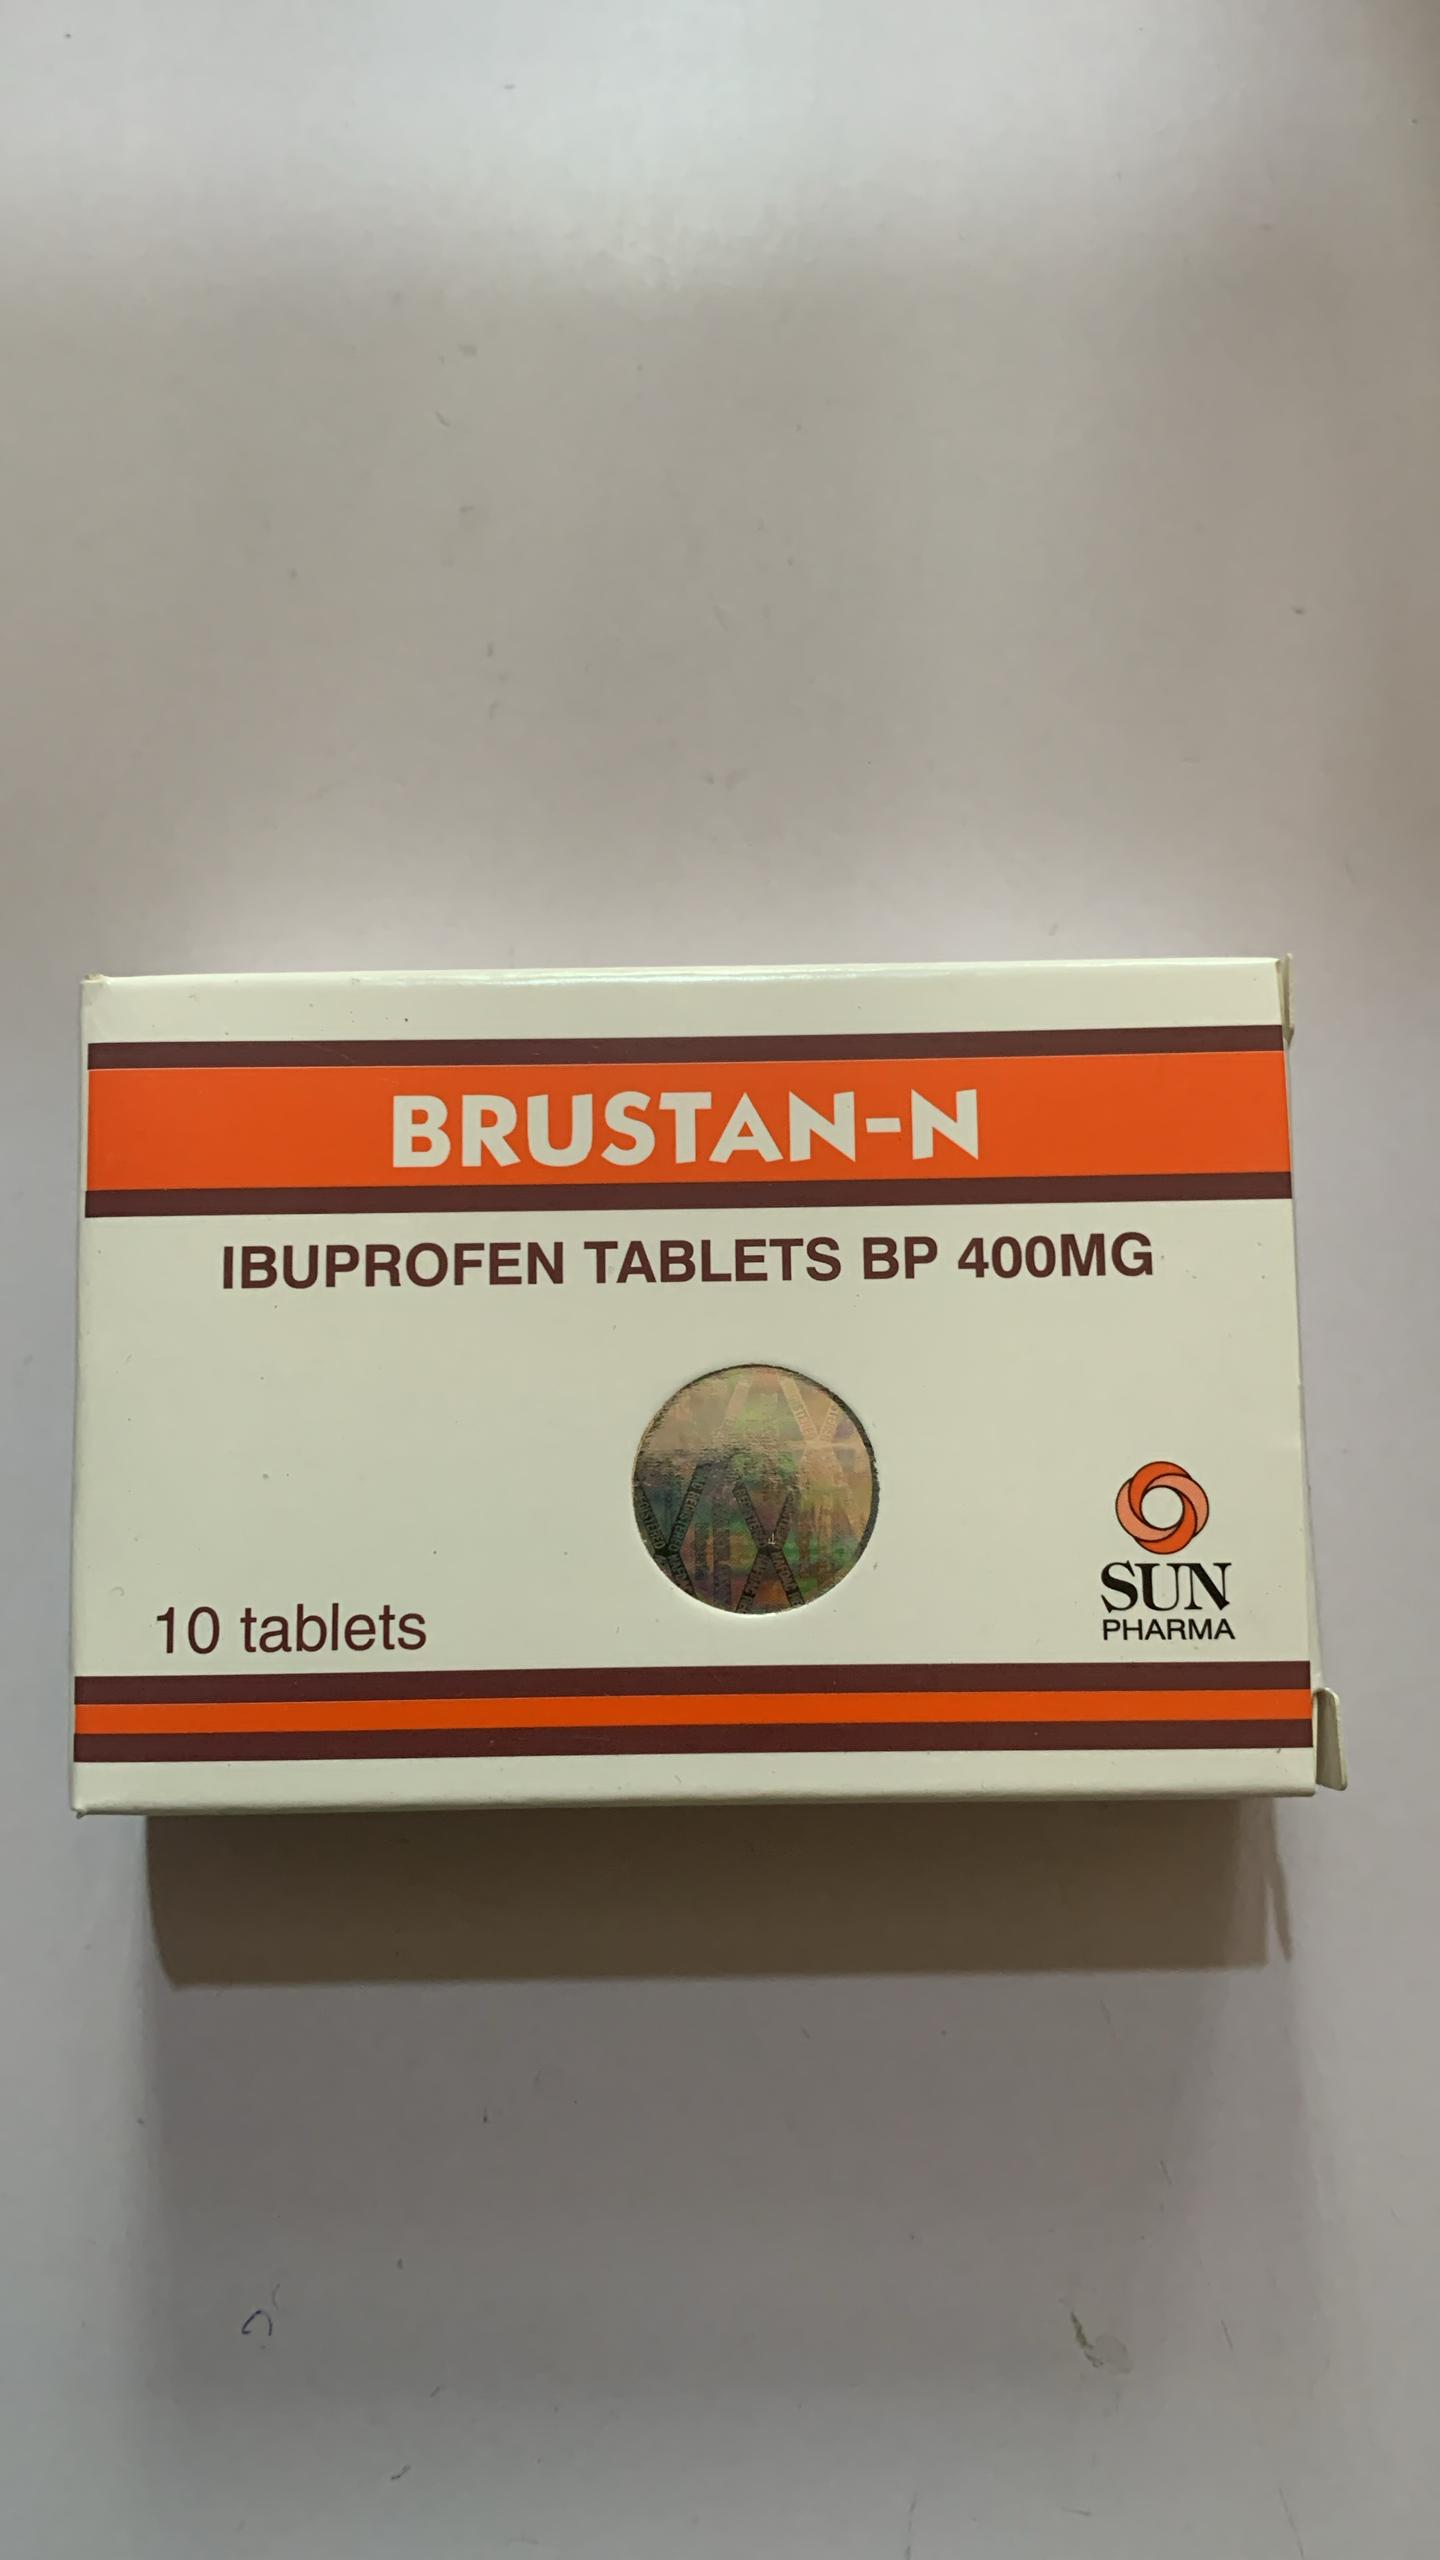 BRUSTAN-N
IBUPROFEN TABLETS BP 400MG
10 tablets
SUN
PHARMA